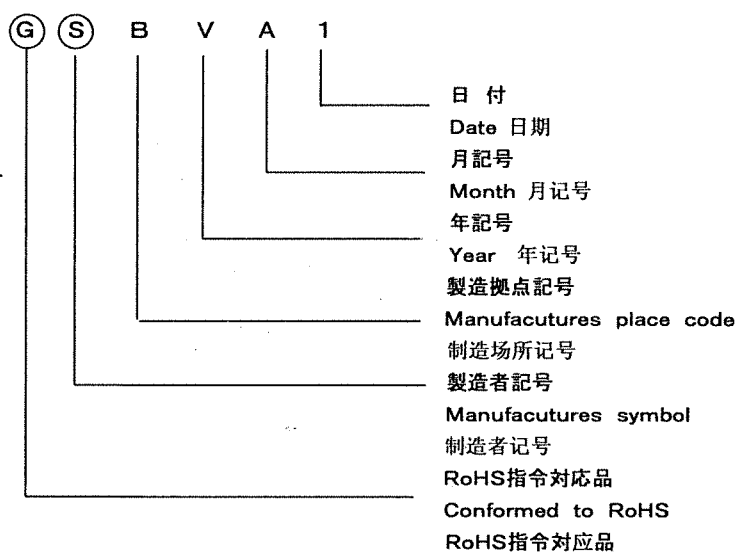 G S B V A 1
日 付
Date 日期
月記号
Month 月记号
年記号
Year 年记号
製造拠点記号
Manufacutures place code
制造场所记号
製造者記号
Manufacutures symbol
制造者记号
RoHS指令対応品
Conformed to RoHS
RoHS指令对应品